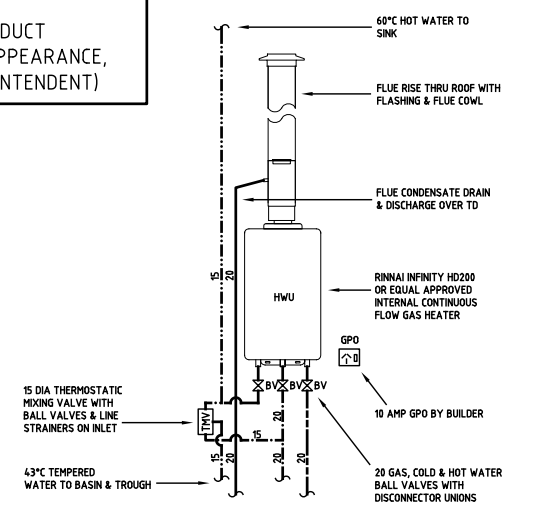 DUCT
PPEARANCE,
NTENDENT)
60°C HOT WATER TO
SINK
FLUE RISE THRU ROOF WITH
FLASHING & FLUE COWL
FLUE CONDENSATE DRAIN
& DISCHARGE OVER TD
15
20
HWU
RINNAI INFINITY HD200
OR EQUAL APPROVED
INTERNAL CONTINUOUS
FLOW GAS HEATER
GPO
BV
BV
BV
10 AMP GPO BY BUILDER
15 DIA THERMOSTATIC
MIXING VALVE WITH
BALL VALVES & LINE
STRAINERS ON INLET
TMV
20
15
15
20
20
20
43°C TEMPERED
WATER TO BASIN & TROUGH
20 GAS, COLD & HOT WATER
BALL VALVES WITH
DISCONNECTOR UNIONS